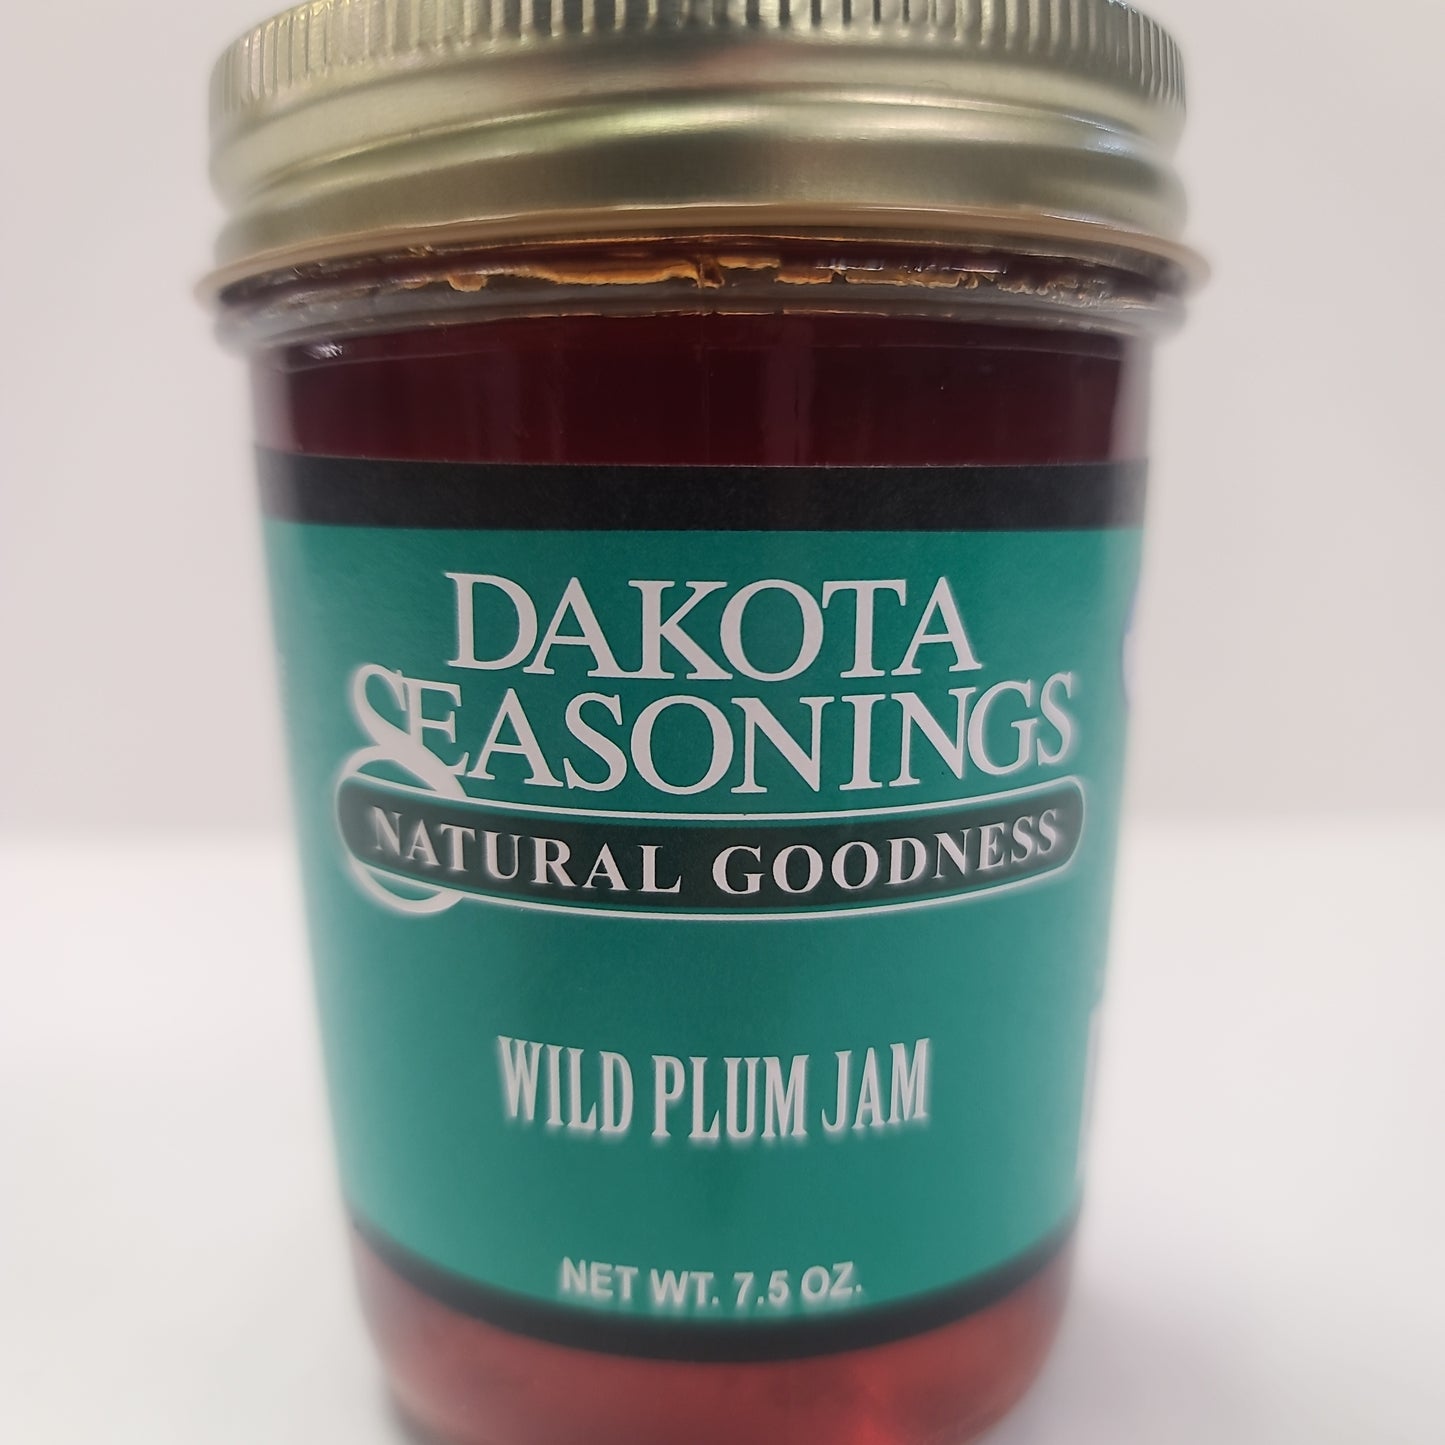 DAKOTA
SEASONINGS
NATURAL GOODNESS
WILD PLUM JAM
NET WT. 7.5 OZ.